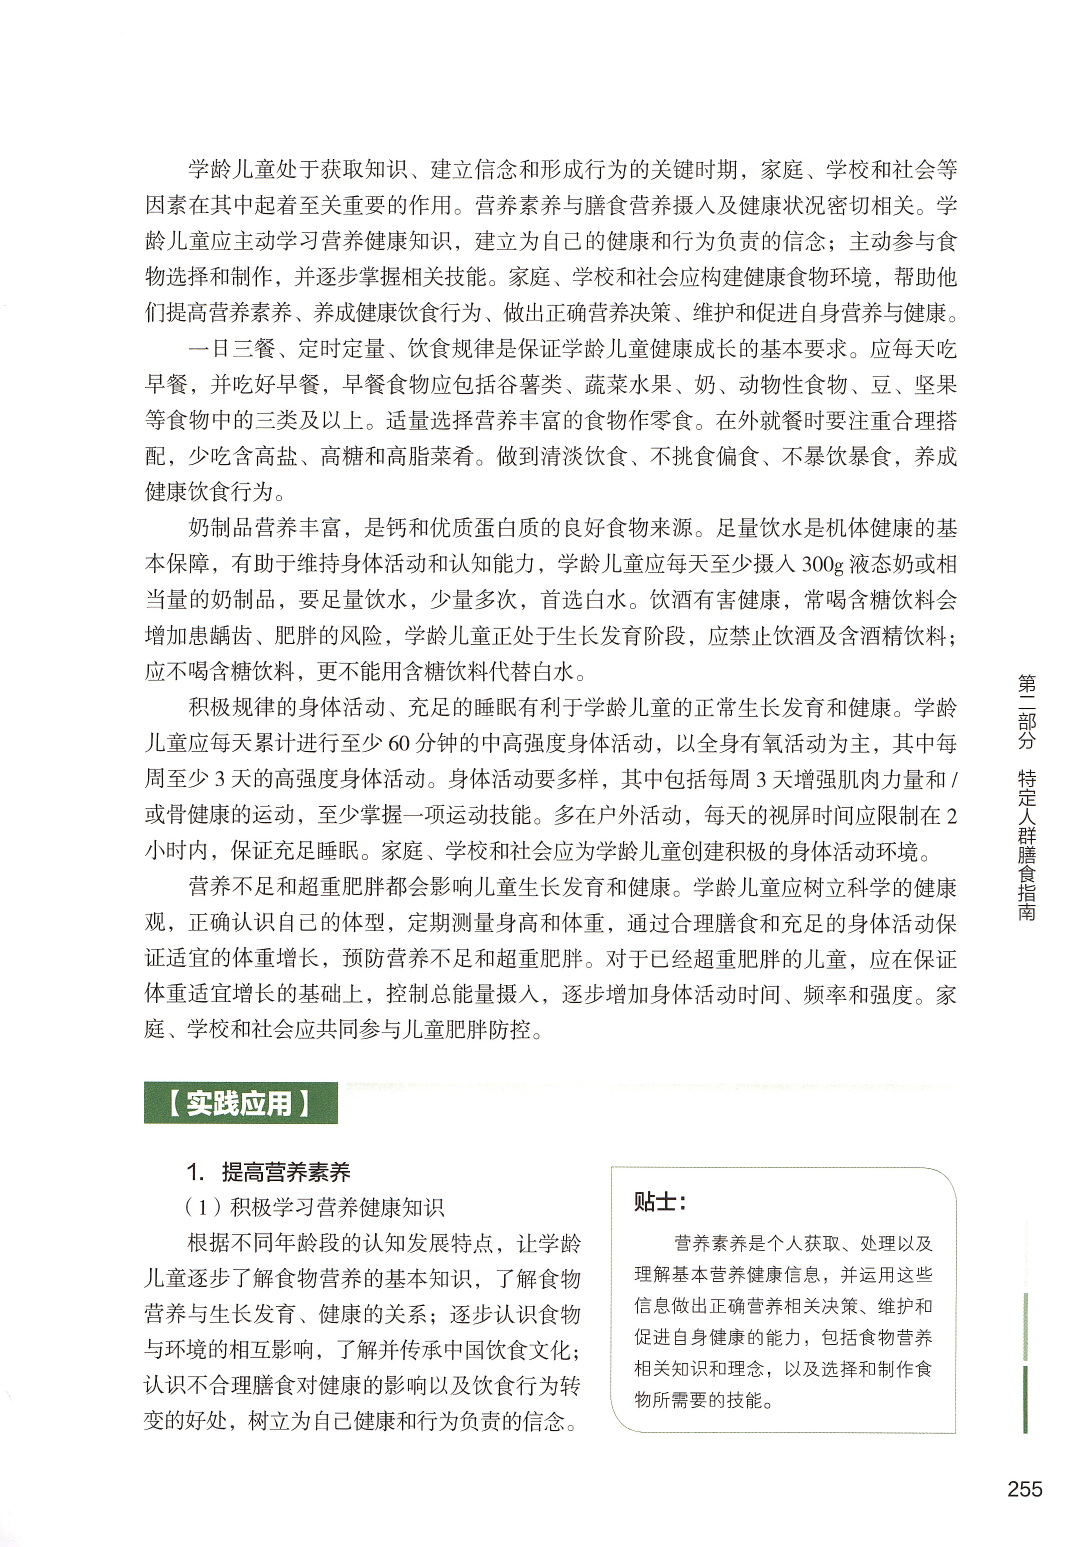 学龄儿童处于获取知识、建立信念和形成行为的关键时期，家庭、学校和社会等
因素在其中起着至关重要的作用。营养素养与膳食营养摄入及健康状况密切相关。学
龄儿童应主动学习营养健康知识，建立为自己的健康和行为负责的信念；主动参与食
物选择和制作，并逐步掌握相关技能。家庭、学校和社会应构建健康食物环境，帮助他
们提高营养素养、养成健康饮食行为、做出正确营养决策、维护和促进自身营养与健康。
一日三餐、定时定量、饮食规律是保证学龄儿童健康成长的基本要求。应每天吃
早餐，并吃好早餐，早餐食物应包括谷薯类、蔬菜水果、奶、动物性食物、豆、坚果
等食物中的三类及以上。适量选择营养丰富的食物作零食。在外就餐时要注重合理搭
配，少吃含高盐、高糖和高脂菜肴。做到清淡饮食、不挑食偏食、不暴饮暴食，养成
健康饮食行为。
奶制品营养丰富，是钙和优质蛋白质的良好食物来源。足量饮水是机体健康的基
本保障，有助于维持身体活动和认知能力，学龄儿童应每天至少摄入 300g 液态奶或相
当量的奶制品，要足量饮水，少量多次，首选白水。饮酒有害健康，常喝含糖饮料会
增加患龋齿、肥胖的风险，学龄儿童正处于生长发育阶段，应禁止饮酒及含酒精饮料；
应不喝含糖饮料，更不能用含糖饮料代替白水。
积极规律的身体活动、充足的睡眠有利于学龄儿童的正常生长发育和健康。学龄
儿童应每天累计进行至少 60 分钟的中高强度身体活动，以全身有氧活动为主，其中每
周至少 3 天的高强度身体活动。身体活动要多样，其中包括每周 3 天增强肌肉力量和 /
或骨健康的运动，至少掌握一项运动技能。多在户外活动，每天的视屏时间应限制在 2
小时内，保证充足睡眠。家庭、学校和社会应为学龄儿童创建积极的身体活动环境。
营养不足和超重肥胖都会影响儿童生长发育和健康。学龄儿童应树立科学的健康
观，正确认识自己的体型，定期测量身高和体重，通过合理膳食和充足的身体活动保
证适宜的体重增长，预防营养不足和超重肥胖。对于已经超重肥胖的儿童，应在保证
体重适宜增长的基础上，控制总能量摄入，逐步增加身体活动时间、频率和强度。家
庭、学校和社会应共同参与儿童肥胖防控。
【实践应用】
1. 提高营养素养
（1）积极学习营养健康知识
根据不同年龄段的认知发展特点，让学龄
儿童逐步了解食物营养的基本知识，了解食物
营养与生长发育、健康的关系；逐步认识食物
与环境的相互影响，了解并传承中国饮食文化；
认识不合理膳食对健康的影响以及饮食行为转
变的好处，树立为自己健康和行为负责的信念。
贴士：
营养素养是个人获取、处理以及
理解基本营养健康信息，并运用这些
信息做出正确营养相关决策、维护和
促进自身健康的能力，包括食物营养
相关知识和理念，以及选择和制作食
物所需要的技能。
第二部分 特定人群膳食指南
255